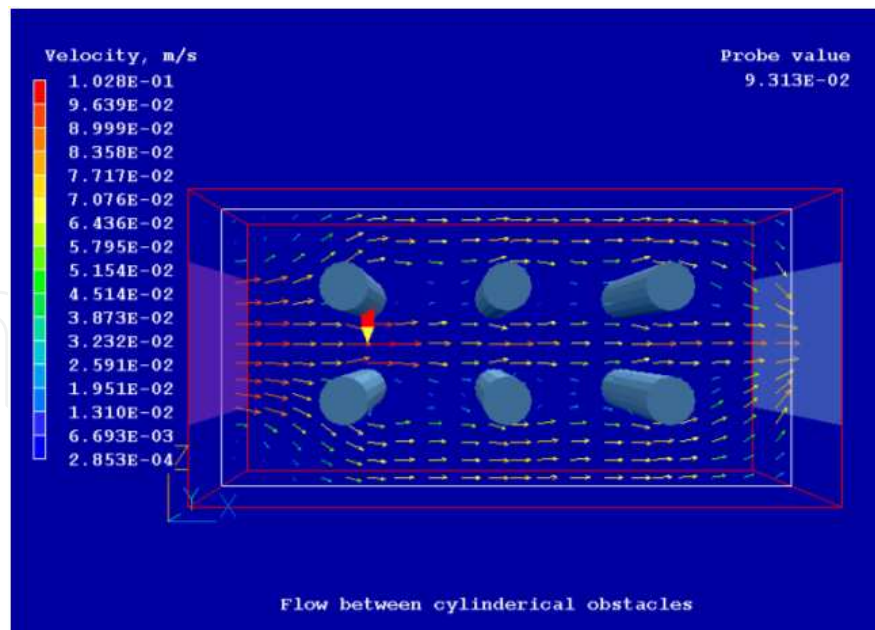 Velocity, m/s
1.028E-01
9.639E-02
8.999E-02
8.358E-02
7.717E-02
7.076E-02
6.436E-02
5.795E-02
5.154E-02
4.514E-02
3.873E-02
3.232E-02
2.591E-02
1.951E-02
1.310E-02
6.693E-03
2.853E-04
Probe value
9.313E-02
Z
Y
X
Flow between cylinderical obstacles